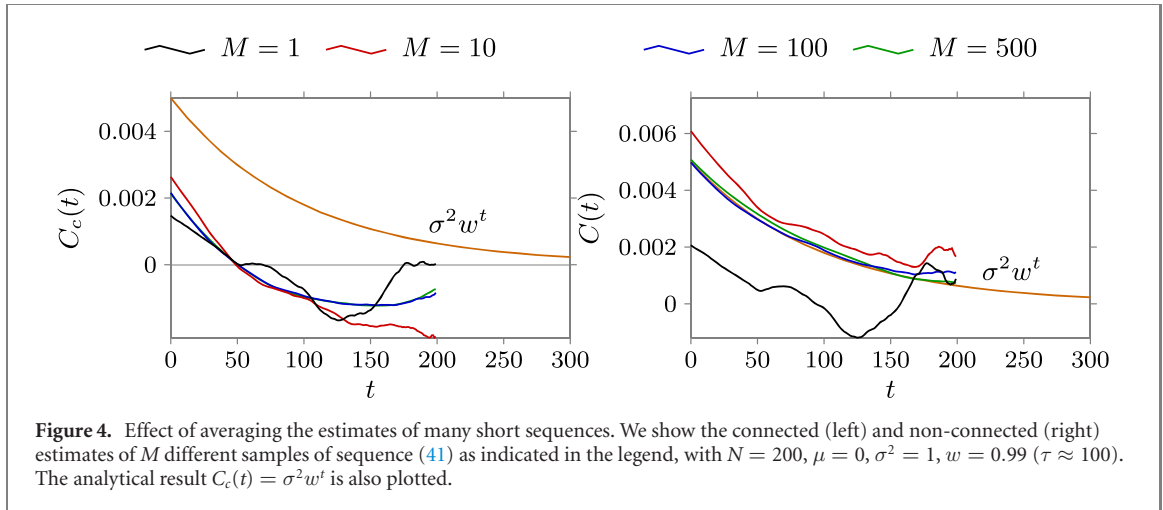 M = 1 M = 10 M = 100 M = 500
0.004
0.002
0
C_c(t)
σ²wᵗ
0 50 100 150 200 250 300
t
0.006
0.004
0.002
0
C(t)
σ²wᵗ
0 50 100 150 200 250 300
t
Figure 4. Effect of averaging the estimates of many short sequences. We show the connected (left) and non-connected (right)
estimates of M different samples of sequence (41) as indicated in the legend, with N = 200, μ = 0, σ² = 1, w = 0.99 (τ ≈ 100).
The analytical result C_c(t) = σ²wᵗ is also plotted.